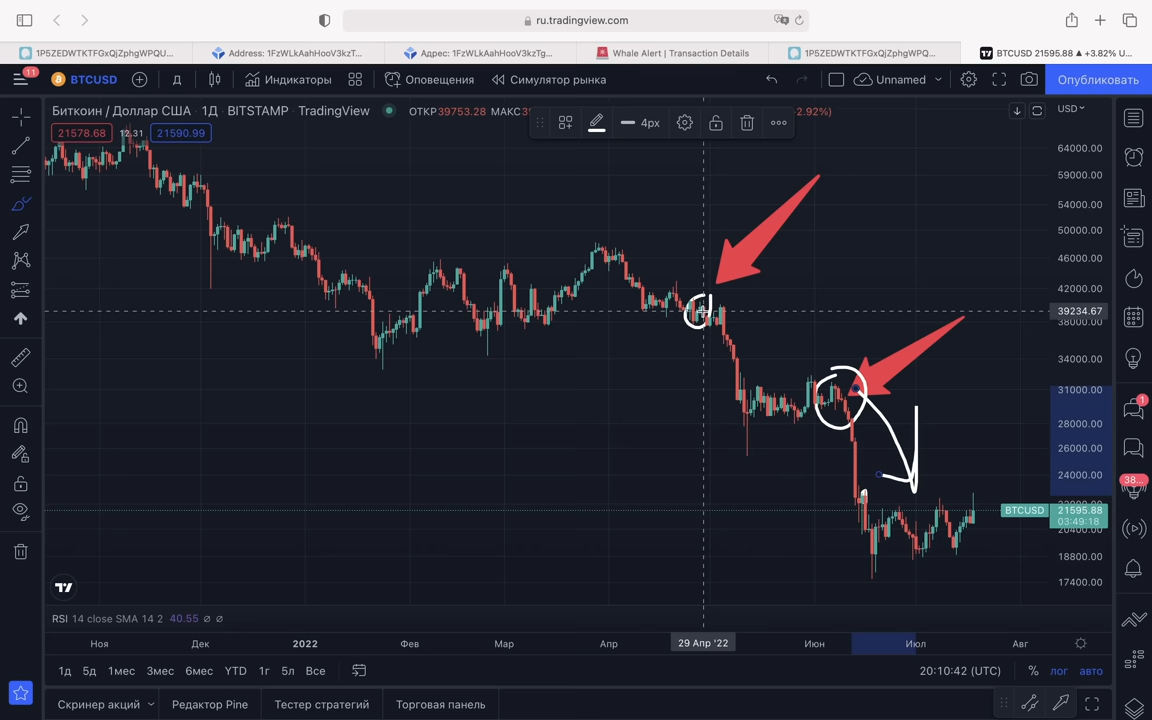 ru.tradingview.com
1P5ZEDWTKTFGxQjZphgWPQU...
Address: 1FzWLkAahHooV3kzT...
Адрес: 1FzWLkAahHooV3kzTg...
Whale Alert | Transaction Details
1P5ZEDWTKTFGxQjZphgWPQ...
BTCUSD 21595.88 ▲ +3.82% U...
11
BTCUSD
Д
Индикаторы
Оповещения
Симулятор рынка
Unnamed
Опубликовать
Биткоин / Доллар США · 1Д · BITSTAMP · TradingView
ОТКР39753.28
2.92%)
4px
USD
21578.68
12.31
21590.99
64000.00
59000.00
54000.00
50000.00
46000.00
42000.00
39234.67
38000.00
34000.00
31000.00
28000.00
26000.00
24000.00
BTCUSD
21595.88
03:49:18
18800.00
17400.00
1
38...
RSI 14 close SMA 14 2 40.55 ∅ ∅
Ноя
Дек
2022
Фев
Мар
Апр
29 Апр '22
Июн
Июл
Авг
1д
5д
1мес
3мес
6мес
YTD
1г
5л
Все
20:10:42 (UTC)
%
лог
авто
Скринер акций
Редактор Pine
Тестер стратегий
Торговая панель